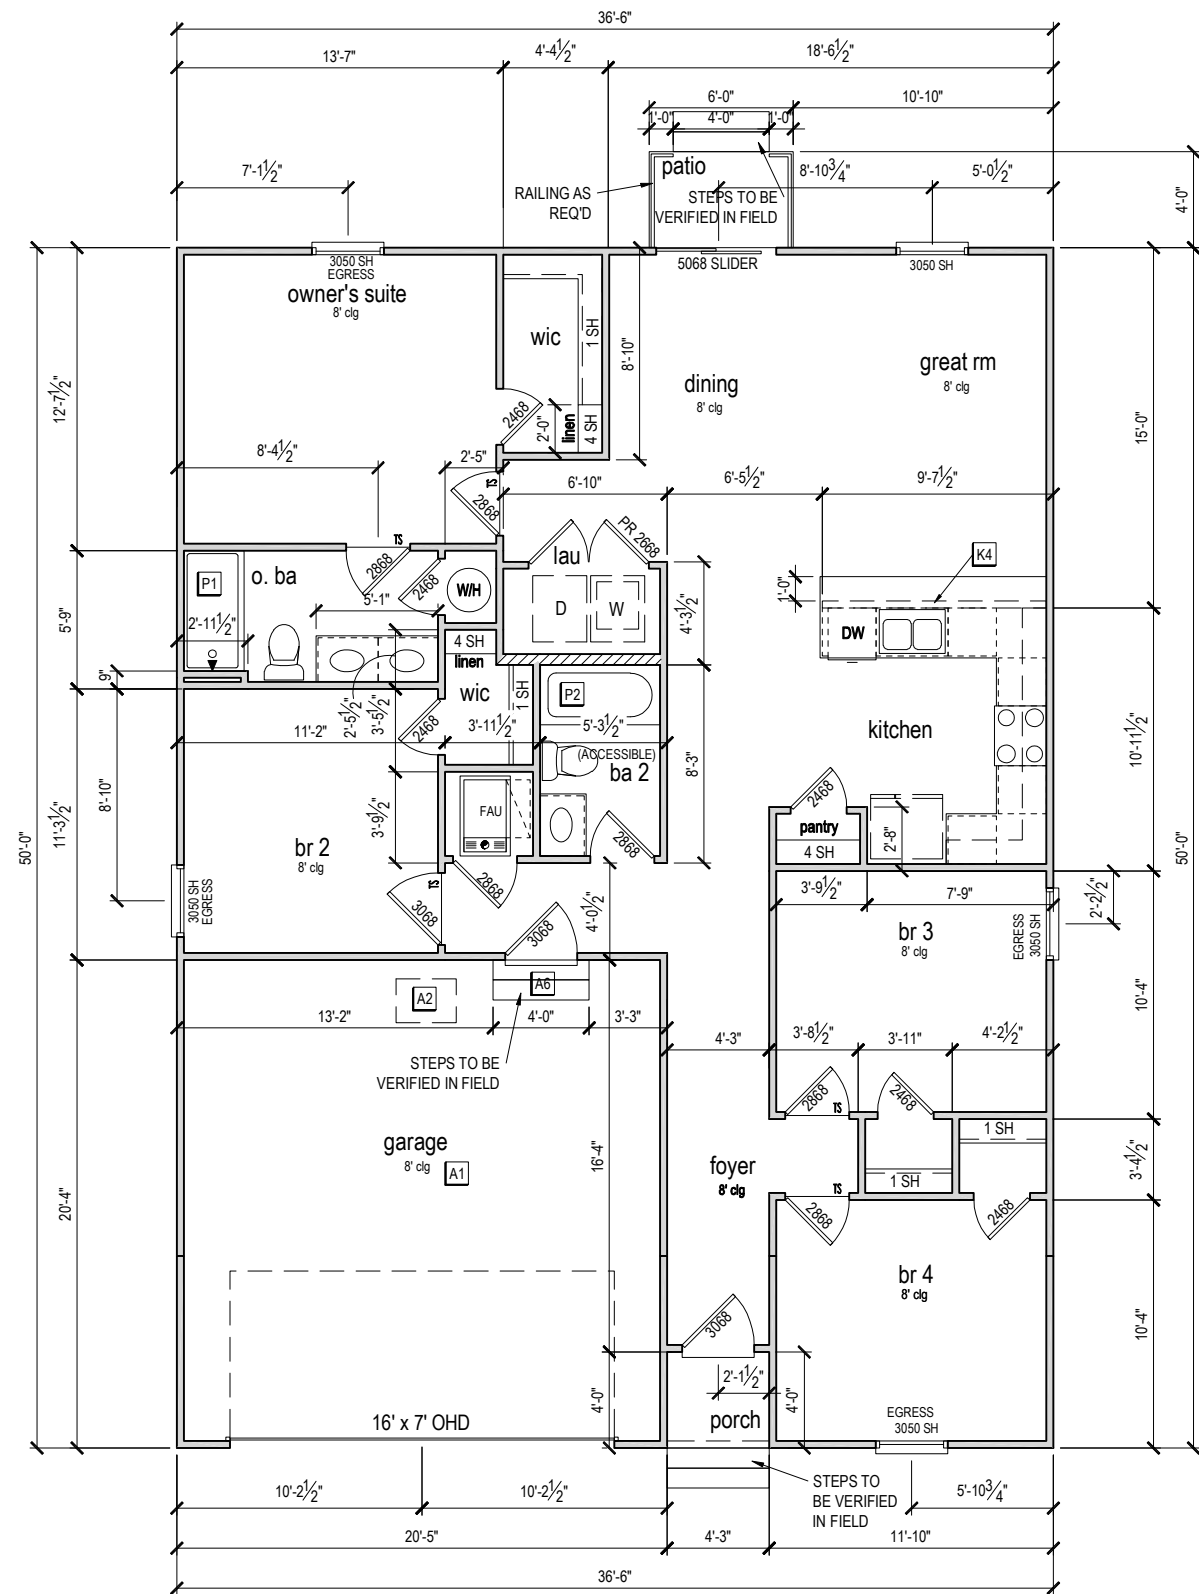 36'-6"
13'-7"
4'-4½"
18'-6½"
6'-0"
10'-10"
1'-0"
4'-0"
1'-0"
patio
7'-1½"
8'-10¾"
5'-0½"
4'-0"
RAILING AS
REQ'D
STEPS TO BE
VERIFIED IN FIELD
3050 SH
EGRESS
5068 SLIDER
3050 SH
owner's suite
8' clg
wic
1 SH
8'-10"
great rm
8' clg
dining
8' clg
12'-7½"
15'-0"
2468
2'-0"
linen
4 SH
8'-4½"
2'-5"
TS
2868
6'-10"
6'-5½"
9'-7½"
PR 2668
TS
lau
K4
P1
o. ba
2868
2468
W/H
D
W
1'-0"
5'-1"
4'-3½"
5'-9"
2'-11½"
DW
4 SH
linen
9"
wic
1 SH
P2
2'-5½"
3'-5½"
2468
11'-2"
3'-11½"
5'-3½"
kitchen
(ACCESSIBLE)
ba 2
8'-3"
10'-11½"
8'-10"
11'-3½"
2468
FAU
3'-9½"
pantry
4 SH
2'-8"
br 2
8' clg
2868
50'-0"
50'-0"
2868
TS
3068
3'-9½"
7'-9"
2'-2½"
3050 SH
EGRESS
3068
4'-0½"
br 3
8' clg
EGRESS
3050 SH
A2
A6
13'-2"
4'-0"
3'-3"
10'-4"
4'-3"
3'-8½"
3'-11"
4'-2½"
STEPS TO BE
VERIFIED IN FIELD
2868
TS
2468
1 SH
garage
8' clg
A1
16'-4"
foyer
8' clg
1 SH
3'-4½"
TS
2868
2468
20'-4"
br 4
8' clg
3068
10'-4"
2'-1½"
4'-0"
4'-0"
16' x 7' OHD
porch
EGRESS
3050 SH
STEPS TO
BE VERIFIED
IN FIELD
10'-2½"
10'-2½"
5'-10¾"
20'-5"
4'-3"
11'-10"
36'-6"